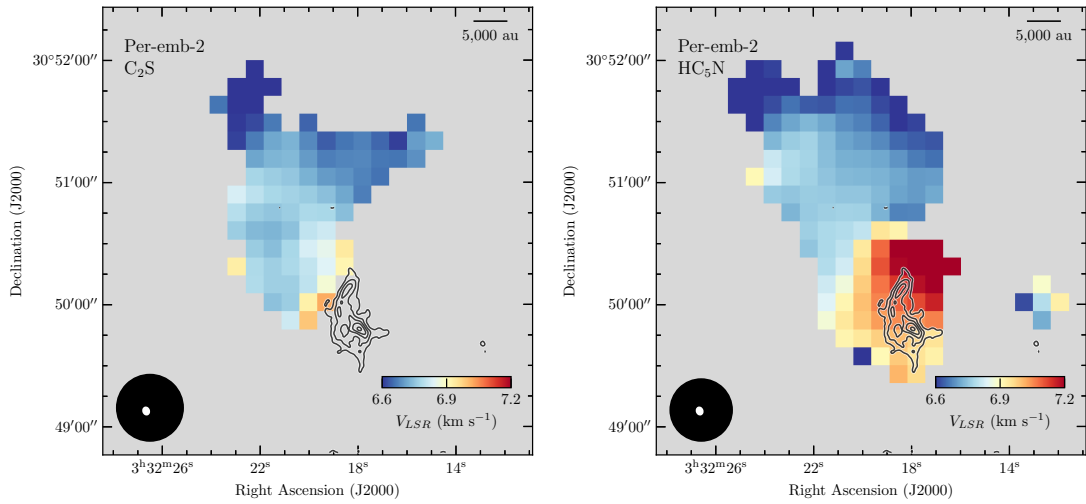 Per-emb-2
C₂S
5,000 au
30°52′00″
51′00″
50′00″
49′00″
Declination (J2000)
6.6 6.9 7.2
V_LSR (km s⁻¹)
3ʰ32ᵐ26ˢ 22ˢ 18ˢ 14ˢ
Right Ascension (J2000)
Per-emb-2
HC₅N
5,000 au
30°52′00″
51′00″
50′00″
49′00″
Declination (J2000)
6.6 6.9 7.2
V_LSR (km s⁻¹)
3ʰ32ᵐ26ˢ 22ˢ 18ˢ 14ˢ
Right Ascension (J2000)